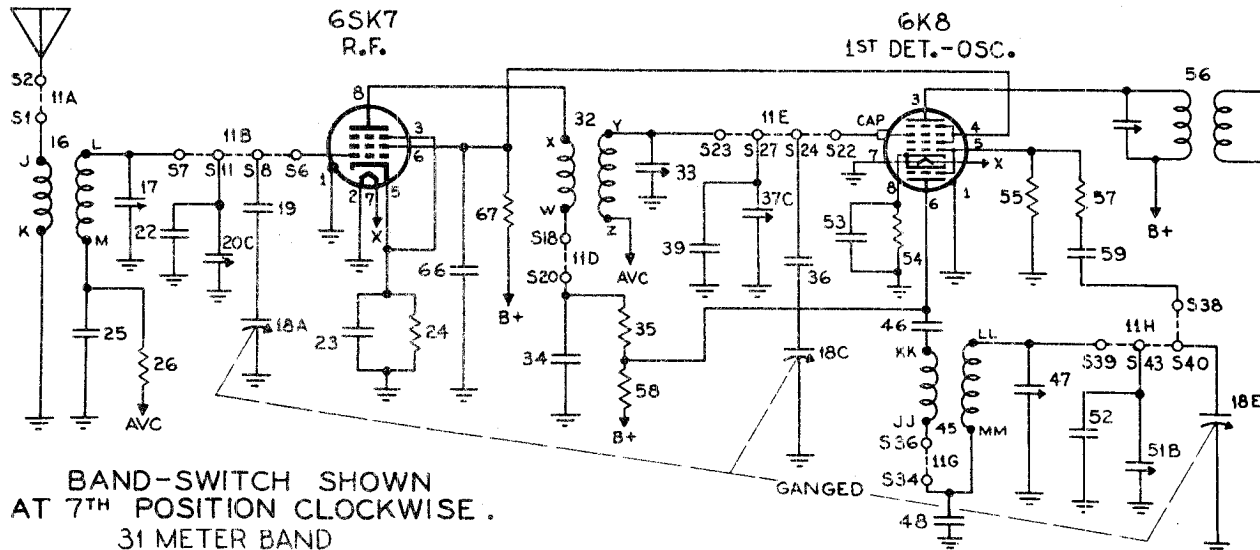 6SK7
R.F.
6K8
1ST DET.-OSC.
S2
11A
S1
J
16
L
K
M
17
S7
11B
S11
S18
S6
22
20C
19
18A
25
26
AVC
8
3
6
1
2
7
5
X
23
24
66
67
B+
32
X
Y
W
Z
S18
11D
S20
34
AVC
35
58
B+
33
S23
11E
S27
S24
S22
39
37C
36
18C
CAP
3
4
5
7
8
6
1
X
53
54
55
57
59
56
B+
46
KK
LL
JJ
45
MM
S36
11G
S34
48
47
S39
11H
S43
S40
S38
52
51B
18E
GANGED
BAND-SWITCH SHOWN
AT 7TH POSITION CLOCKWISE.
31 METER BAND